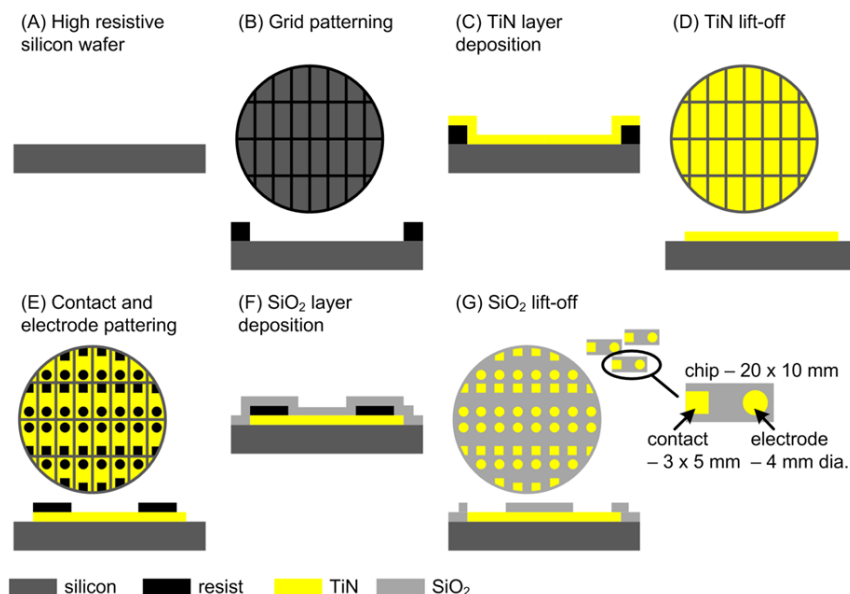 (A) High resistive
silicon wafer
(B) Grid patterning
(C) TiN layer
deposition
(D) TiN lift-off
(E) Contact and
electrode pattering
(F) SiO₂ layer
deposition
(G) SiO₂ lift-off
chip – 20 x 10 mm
contact
– 3 x 5 mm
electrode
– 4 mm dia.
silicon
resist
TiN
SiO₂